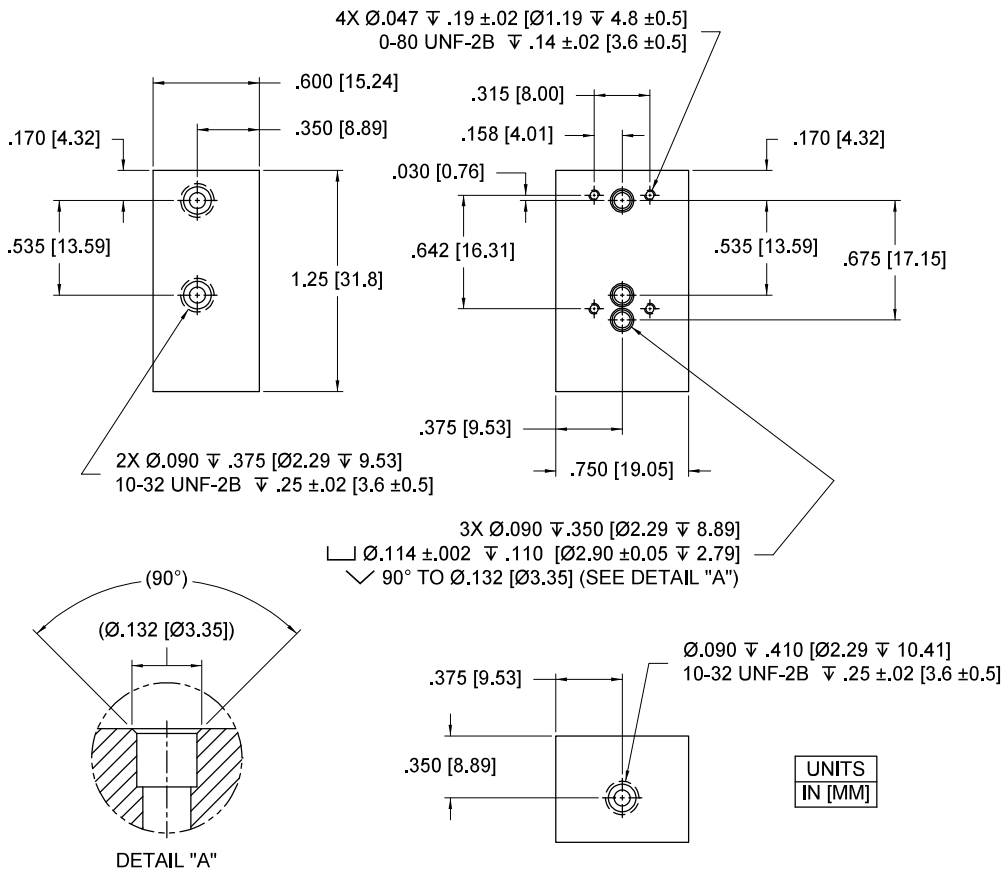 4X Ø.047 ↧ .19 ±.02 [Ø1.19 ↧ 4.8 ±0.5]
0-80 UNF-2B ↧ .14 ±.02 [3.6 ±0.5]
.600 [15.24]
.350 [8.89]
.170 [4.32]
.535 [13.59]
1.25 [31.8]
2X Ø.090 ↧ .375 [Ø2.29 ↧ 9.53]
10-32 UNF-2B ↧ .25 ±.02 [3.6 ±0.5]
.315 [8.00]
.158 [4.01]
.030 [0.76]
.170 [4.32]
.642 [16.31]
.535 [13.59]
.675 [17.15]
.375 [9.53]
.750 [19.05]
3X Ø.090 ↧.350 [Ø2.29 ↧ 8.89]
⌴ Ø.114 ±.002 ↧ .110 [Ø2.90 ±0.05 ↧ 2.79]
⌵ 90° TO Ø.132 [Ø3.35] (SEE DETAIL "A")
(90°)
(Ø.132 [Ø3.35])
DETAIL "A"
Ø.090 ↧ .410 [Ø2.29 ↧ 10.41]
10-32 UNF-2B ↧ .25 ±.02 [3.6 ±0.5]
.375 [9.53]
.350 [8.89]
UNITS
IN [MM]